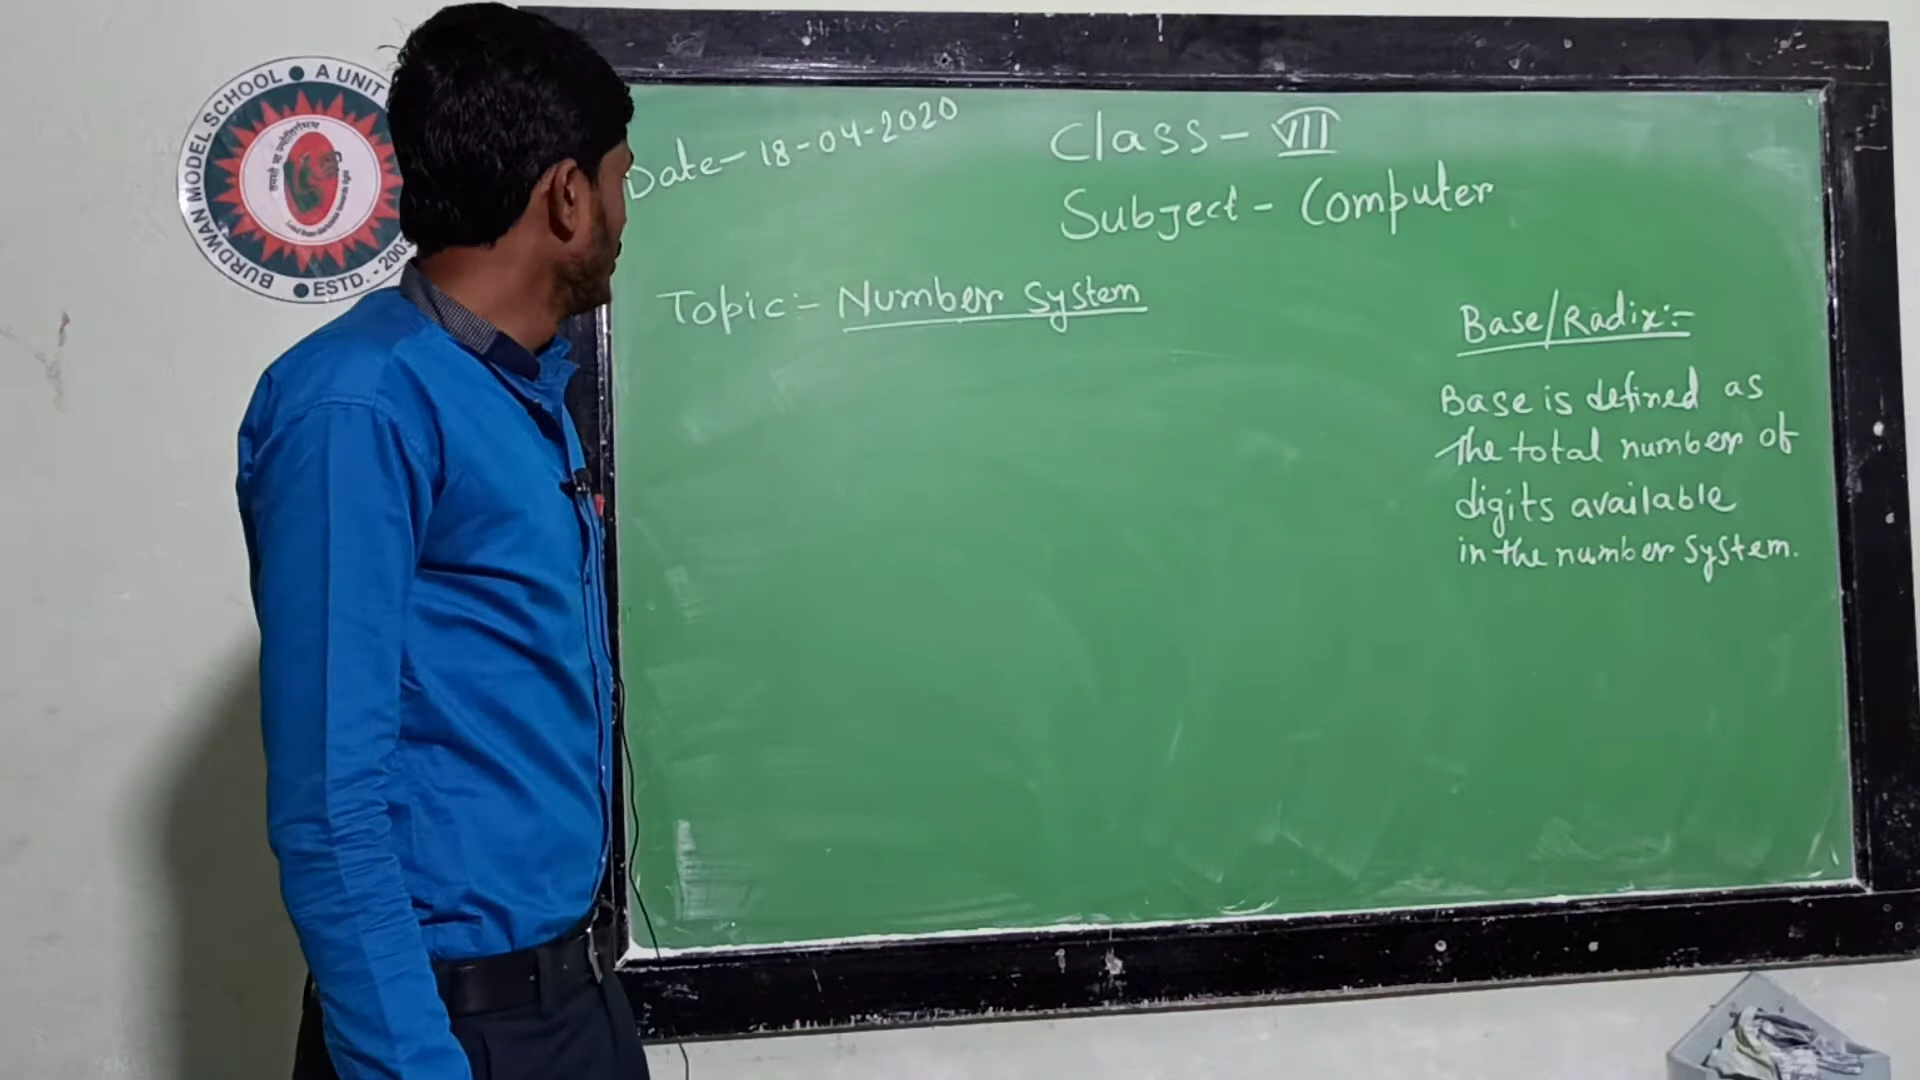 BURDWAN MODEL SCHOOL ● A UNIT
● ESTD. - 2003
Date- 18-04-2020
Class- VII
Subject - Computer
Topic:- Number System
Base/Radix:-
Base is defined as
the total number of
digits available
in the number system.